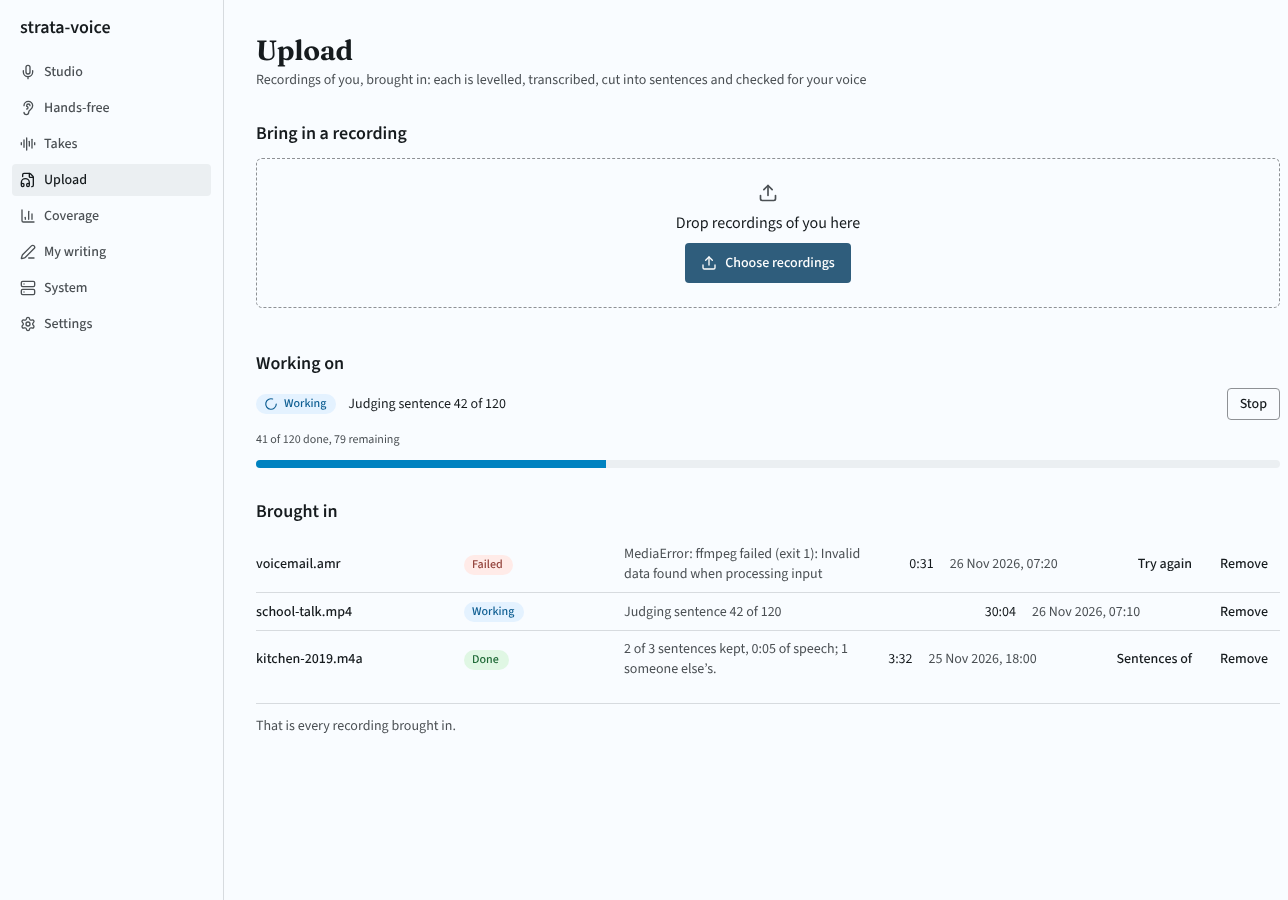 strata-voice
Studio
Hands-free
Takes
Upload
Coverage
My writing
System
Settings
Upload
Recordings of you, brought in: each is levelled, transcribed, cut into sentences and checked for your voice
Bring in a recording
Drop recordings of you here
Choose recordings
Working on
Working Judging sentence 42 of 120 Stop
41 of 120 done, 79 remaining
Brought in
voicemail.amr Failed MediaError: ffmpeg failed (exit 1): Invalid
data found when processing input 0:31 26 Nov 2026, 07:20 Try again Remove
school-talk.mp4 Working Judging sentence 42 of 120 30:04 26 Nov 2026, 07:10 Remove
kitchen-2019.m4a Done 2 of 3 sentences kept, 0:05 of speech; 1
someone else’s. 3:32 25 Nov 2026, 18:00 Sentences of Remove
That is every recording brought in.